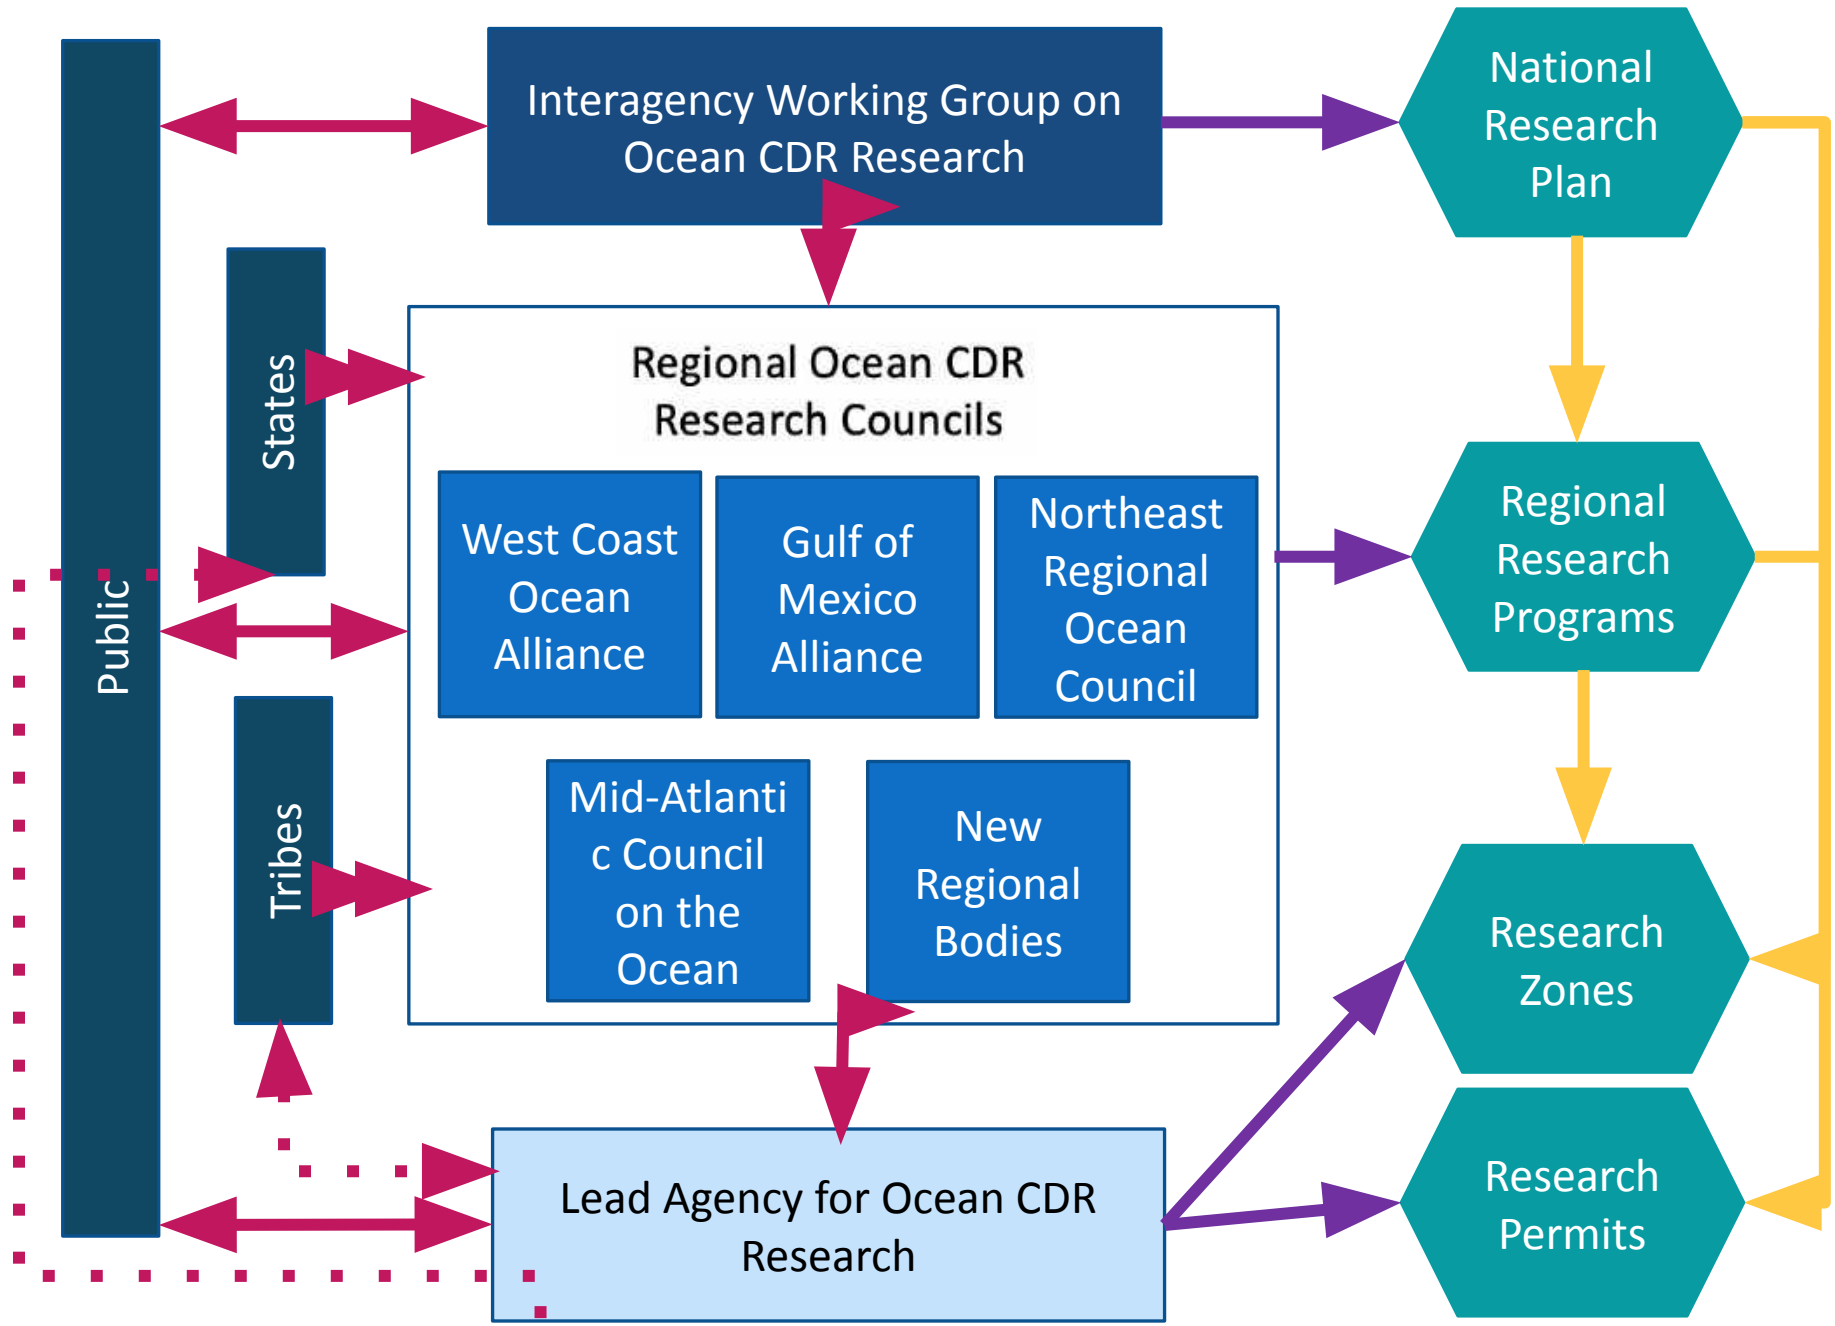 Interagency Working Group on
Ocean CDR Research
National
Research
Plan
Public
States
Tribes
Regional Ocean CDR
Research Councils
West Coast
Ocean
Alliance
Gulf of
Mexico
Alliance
Northeast
Regional
Ocean
Council
Mid-Atlanti
c Council
on the
Ocean
New
Regional
Bodies
Regional
Research
Programs
Research
Zones
Lead Agency for Ocean CDR
Research
Research
Permits